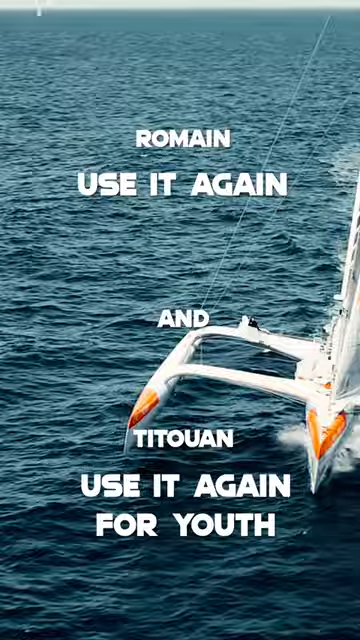 ROMAIN
USE IT AGAIN
AND
TITOUAN
USE IT AGAIN
FOR YOUTH